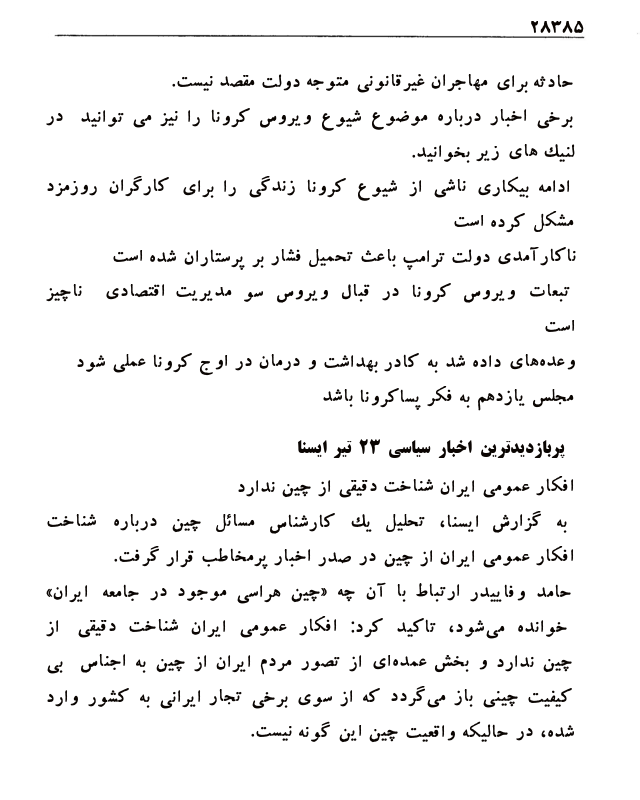 ۲۸۳۸۵
حادثه برای مهاجران غیرقانونی متوجه دولت مقصد نیست.
برخی اخبار درباره موضوع شیوع ویروس کرونا را نیز می توانید در
لنیك های زیر بخوانید.
ادامه بیکاری ناشی از شیوع کرونا زندگی را برای کارگران روزمزد
مشکل کرده است
ناکارآمدی دولت ترامپ باعث تحمیل فشار بر پرستاران شده است
تبعات ویروس کرونا در قبال ویروس سو مدیریت اقتصادی ناچیز
است
وعده‌های داده شد به کادر بهداشت و درمان در اوج کرونا عملی شود
مجلس یازدهم به فکر پساکرونا باشد
پربازدیدترین اخبار سیاسی ۲۳ تیر ایسنا
افکار عمومی ایران شناخت دقیقی از چین ندارد
به گزارش ایسنا، تحلیل یك کارشناس مسائل چین درباره شناخت
افکار عمومی ایران از چین در صدر اخبار پرمخاطب قرار گرفت.
حامد وفاییدر ارتباط با آن چه «چین هراسی موجود در جامعه ایران»
خوانده می‌شود، تاکید کرد: افکار عمومی ایران شناخت دقیقی از
چین ندارد و بخش عمده‌ای از تصور مردم ایران از چین به اجناس بی
کیفیت چینی باز می‌گردد که از سوی برخی تجار ایرانی به کشور وارد
شده، در حالیکه واقعیت چین این گونه نیست.